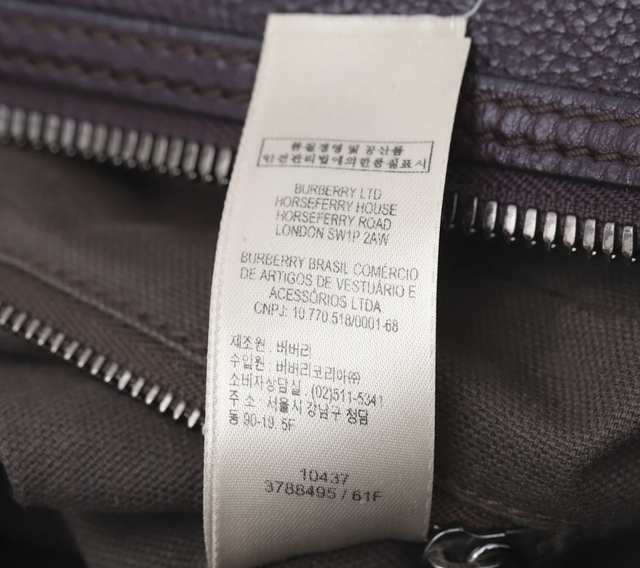 품질경영 및 공산품
안전관리법에의한품질표시
BURBERRY LTD
HORSEFERRY HOUSE
HORSEFERRY ROAD
LONDON SW1P 2AW
BURBERRY BRASIL COMÉRCIO
DE ARTIGOS DE VESTUÁRIO E
ACESSÓRIOS LTDA
CNPJ: 10.770.518/0001-68
제조원 . 버버리
수입원 . 버버리코리아㈜
소비자상담실 . (02)511-5341
주 소 . 서울시 강남구 청담
동 90-19. 5F
10437
3788495 / 61F